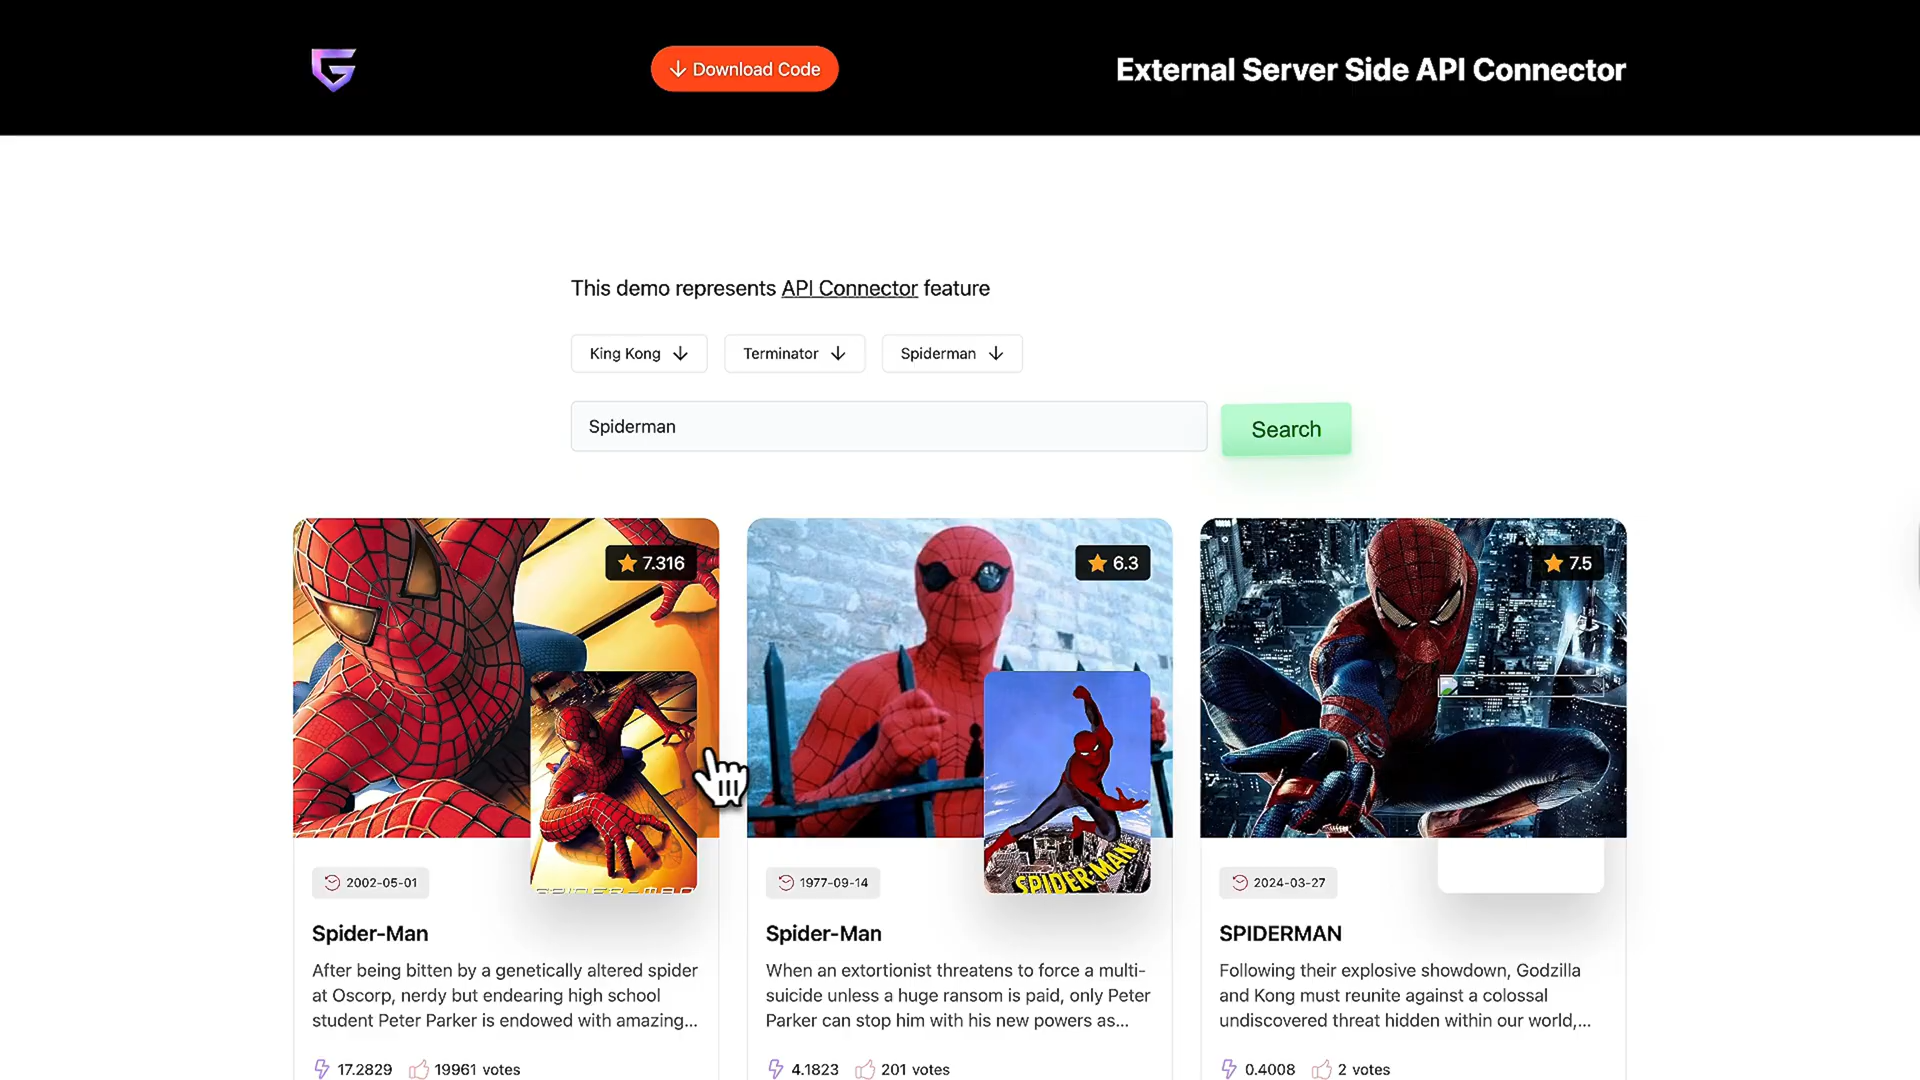 Download Code
External Server Side API Connector
This demo represents API Connector feature
King Kong
Terminator
Spiderman
Spiderman
Search
7.316
6.3
7.5
SPIDER-MAN
SPIDER-MAN
2002-05-01
1977-09-14
2024-03-27
Spider-Man
After being bitten by a genetically altered spider
at Oscorp, nerdy but endearing high school
student Peter Parker is endowed with amazing...
17.2829
19961 votes
Spider-Man
When an extortionist threatens to force a multi-
suicide unless a huge ransom is paid, only Peter
Parker can stop him with his new powers as...
4.1823
201 votes
SPIDERMAN
Following their explosive showdown, Godzilla
and Kong must reunite against a colossal
undiscovered threat hidden within our world,...
0.4008
2 votes